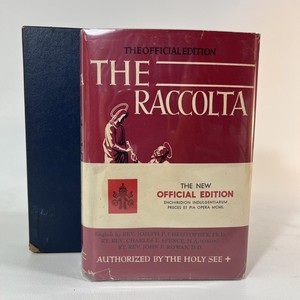 THE OFFICIAL EDITION
THE
RACCOLTA
THE NEW
OFFICIAL EDITION
ENCHIRIDION INDULGENTIARUM
PRECES ET PIA OPERA MCML
AUTHORIZED BY THE HOLY SEE +